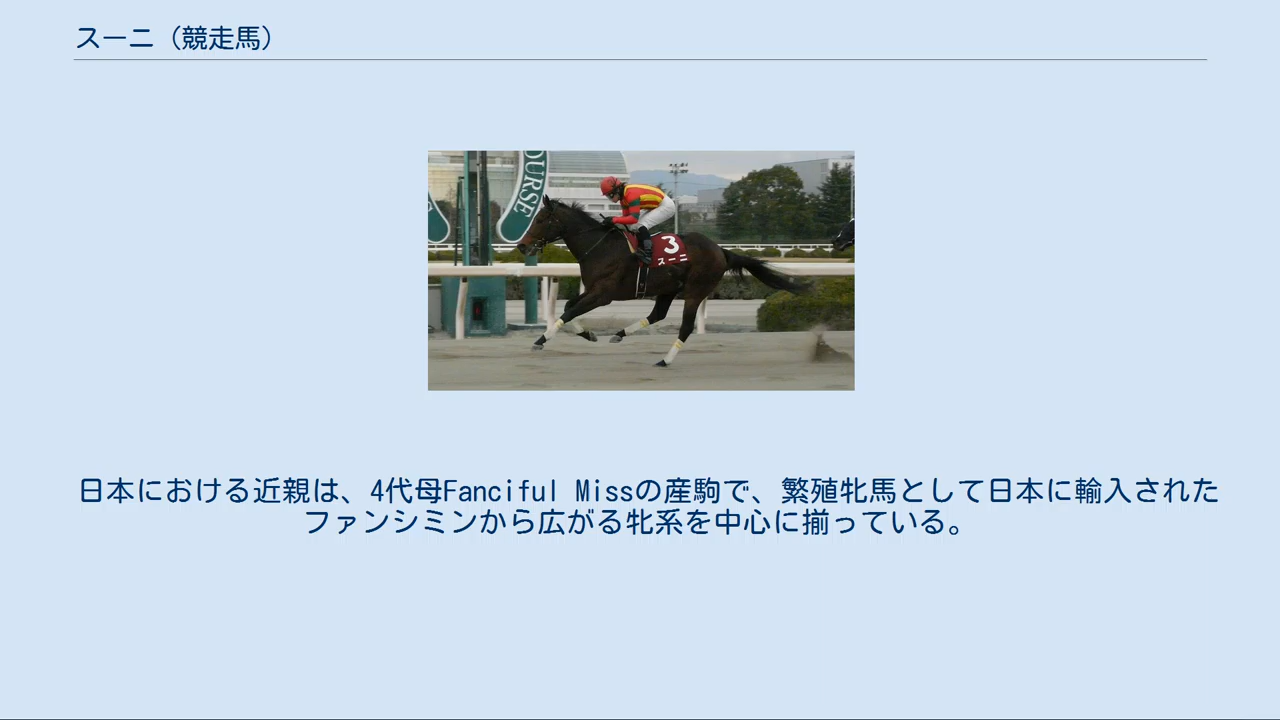 スーニ（競走馬）
OURSE
3
スーニ
日本における近親は、4代母Fanciful Missの産駒で、繁殖牝馬として日本に輸入された
ファンシミンから広がる牝系を中心に揃っている。